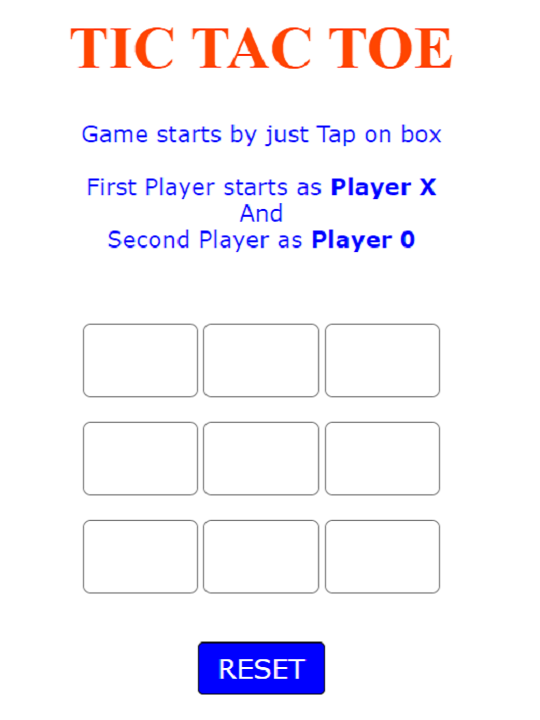 TIC TAC TOE
Game starts by just Tap on box
First Player starts as Player X
And
Second Player as Player 0
RESET